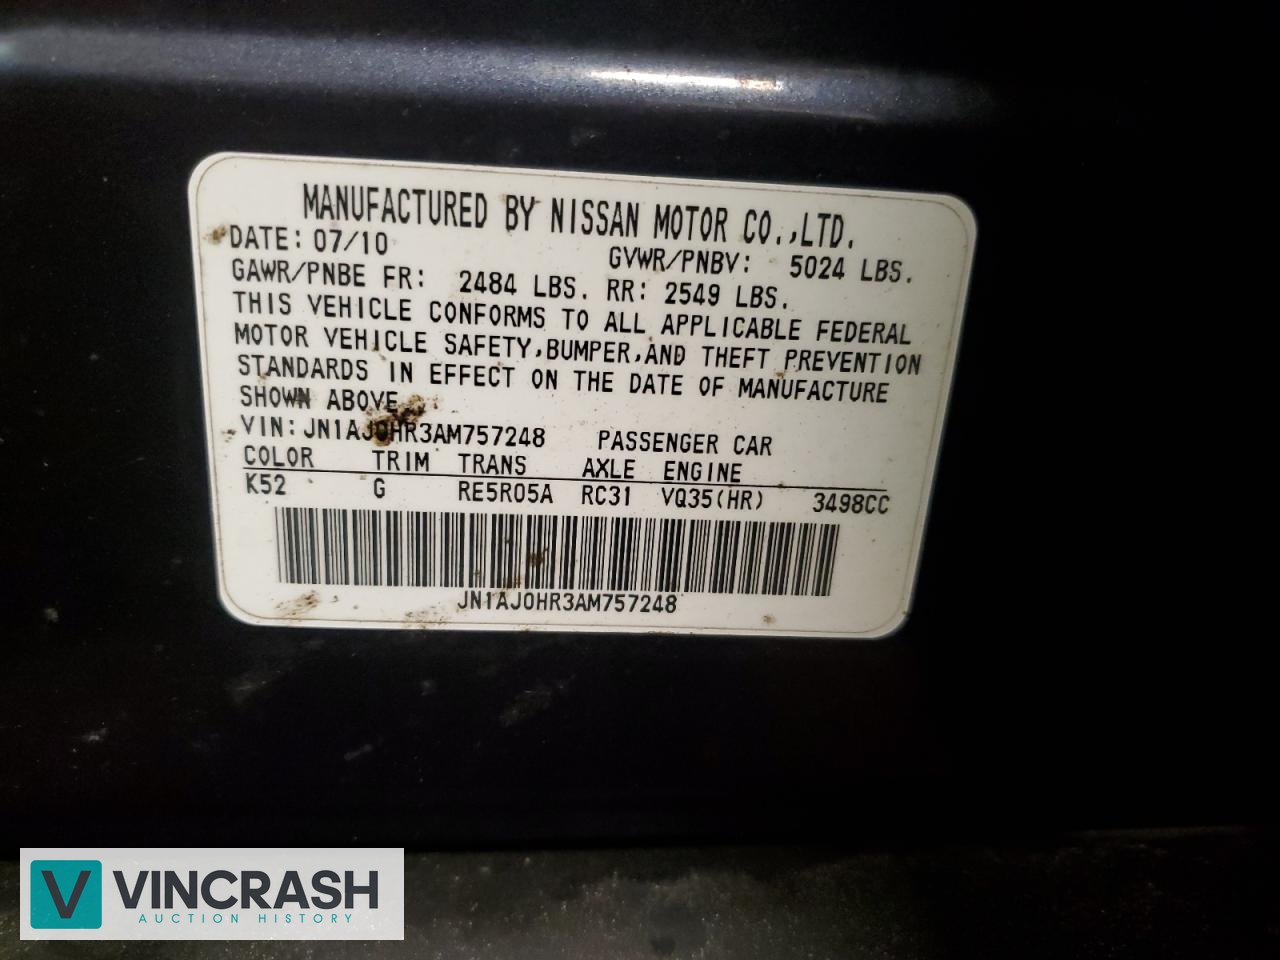 MANUFACTURED BY NISSAN MOTOR CO.,LTD.
DATE: 07/10 GVWR/PNBV: 5024 LBS.
GAWR/PNBE FR: 2484 LBS. RR: 2549 LBS.
THIS VEHICLE CONFORMS TO ALL APPLICABLE FEDERAL
MOTOR VEHICLE SAFETY,BUMPER,AND THEFT PREVENTION
STANDARDS IN EFFECT ON THE DATE OF MANUFACTURE
SHOWN ABOVE.
VIN: JN1AJ0HR3AM757248 PASSENGER CAR
COLOR TRIM TRANS AXLE ENGINE
K52 G RE5R05A RC31 VQ35(HR) 3498CC
JN1AJ0HR3AM757248
V VINCRASH
AUCTION HISTORY